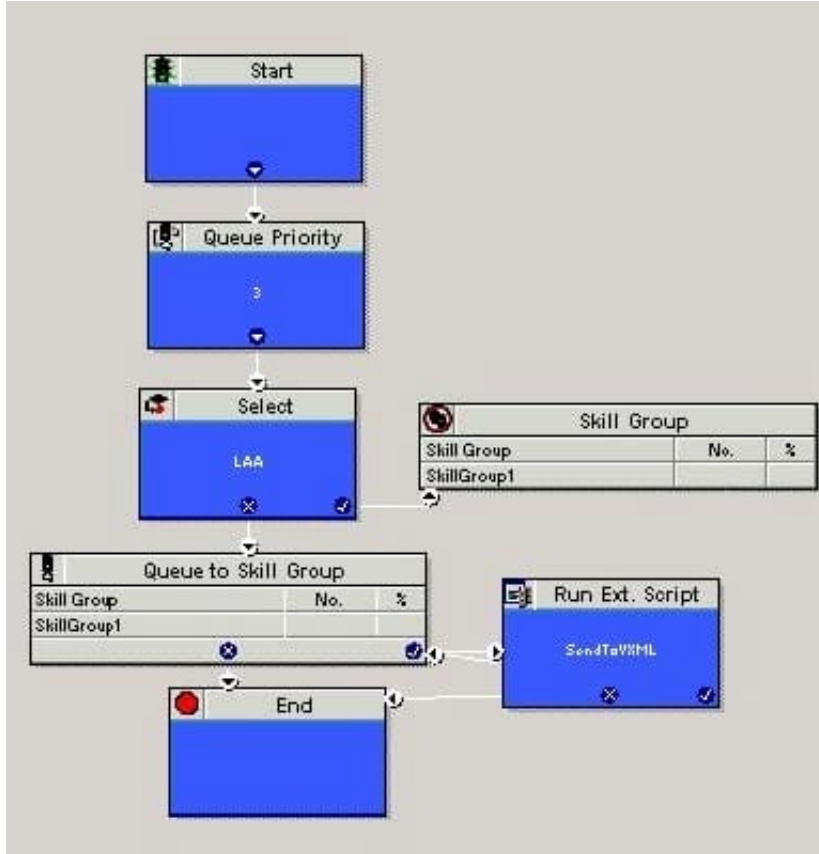 Start
Queue Priority
3
Select
LAA
Skill Group
Skill Group No. %
SkillGroup1
Queue to Skill Group
Skill Group No. %
SkillGroup1
Run Ext. Script
SendToVXML
End